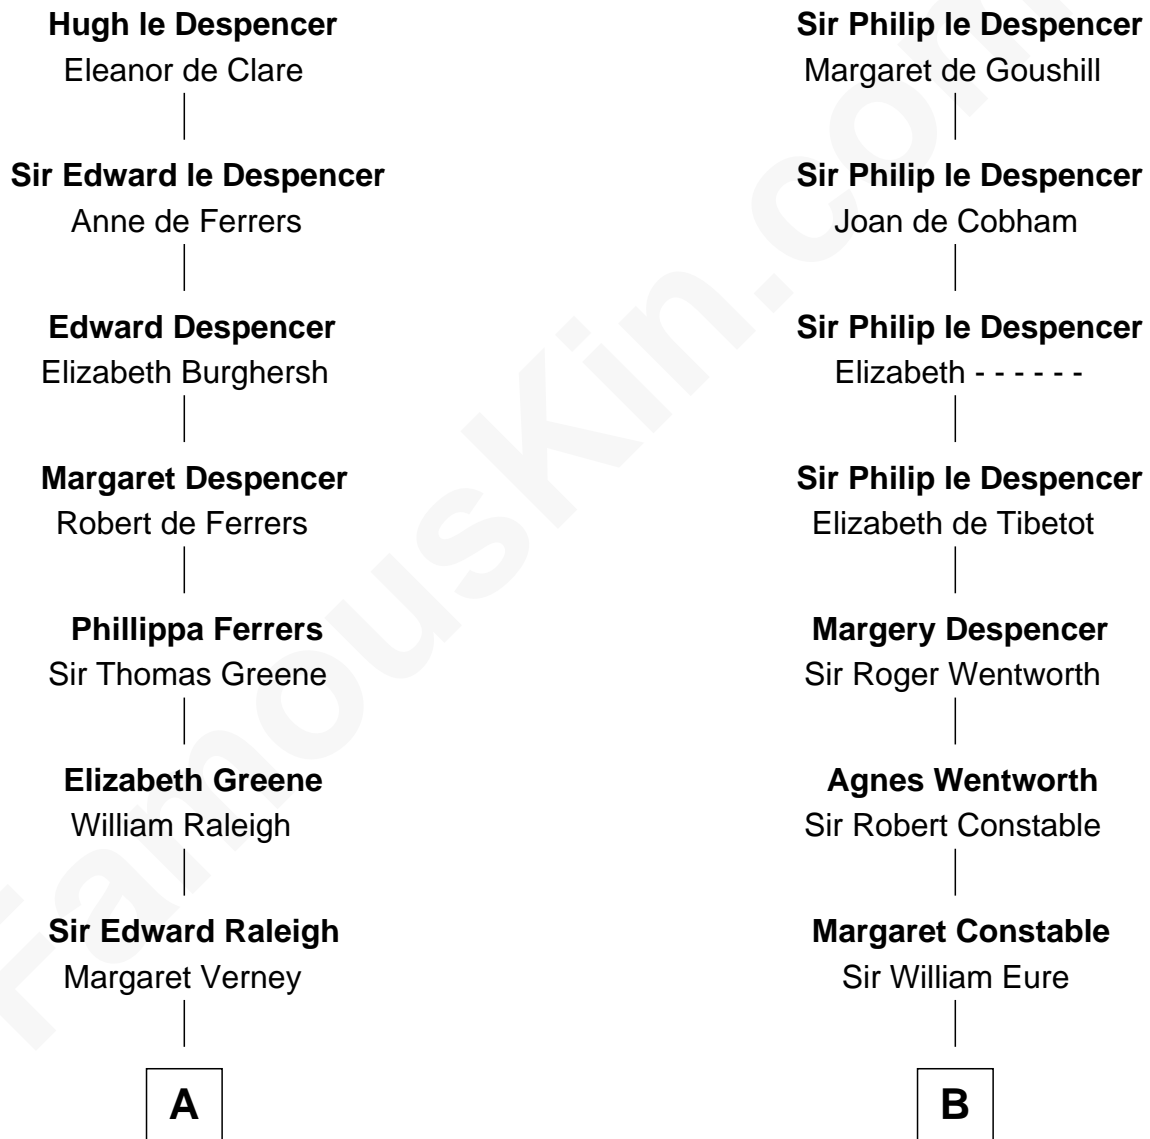 Hugh le Despencer
Eleanor de Clare
Sir Edward le Despencer
Anne de Ferrers
Edward Despencer
Elizabeth Burghersh
Margaret Despencer
Robert de Ferrers
Phillippa Ferrers
Sir Thomas Greene
Elizabeth Greene
William Raleigh
Sir Edward Raleigh
Margaret Verney
A
Sir Philip le Despencer
Margaret de Goushill
Sir Philip le Despencer
Joan de Cobham
Sir Philip le Despencer
Elizabeth - - - - - -
Sir Philip le Despencer
Elizabeth de Tibetot
Margery Despencer
Sir Roger Wentworth
Agnes Wentworth
Sir Robert Constable
Margaret Constable
Sir William Eure
B
FamousKin.com